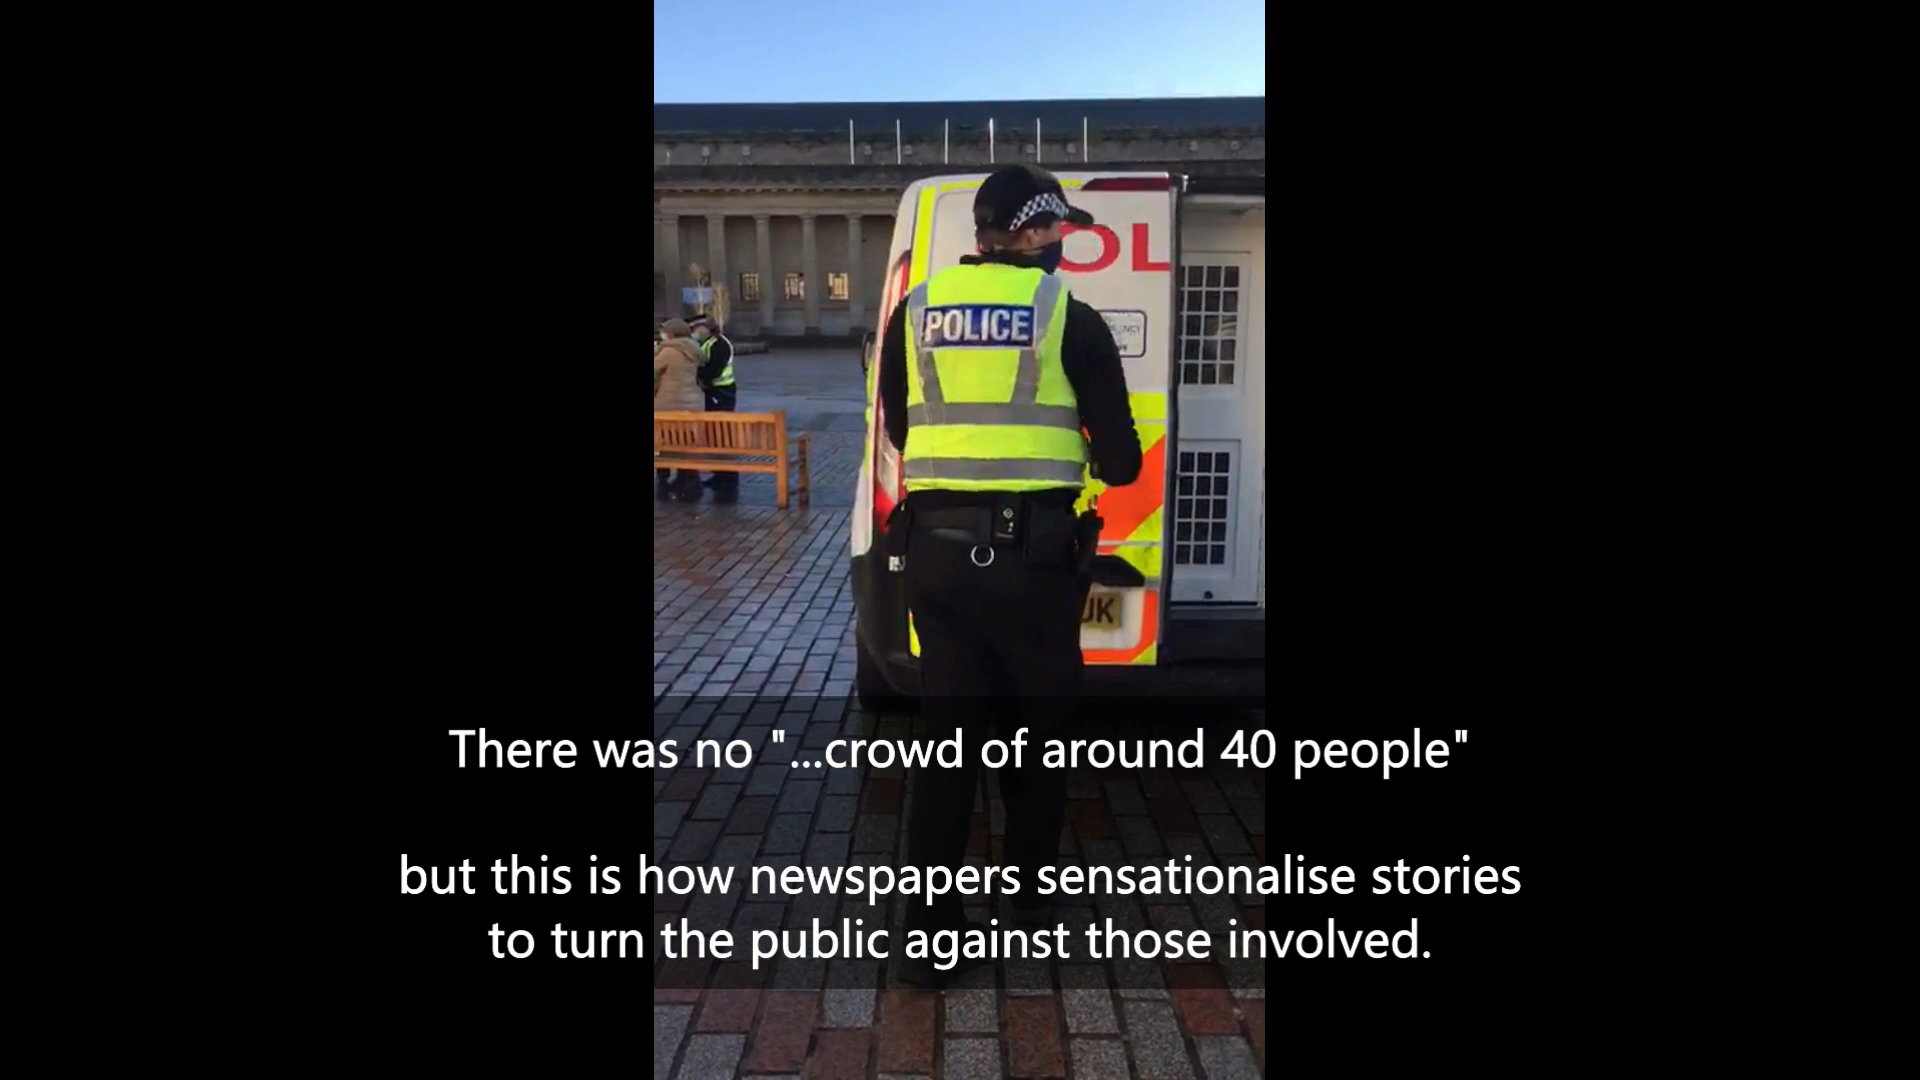 OL
POLICE
UK
There was no "...crowd of around 40 people"
but this is how newspapers sensationalise stories
to turn the public against those involved.